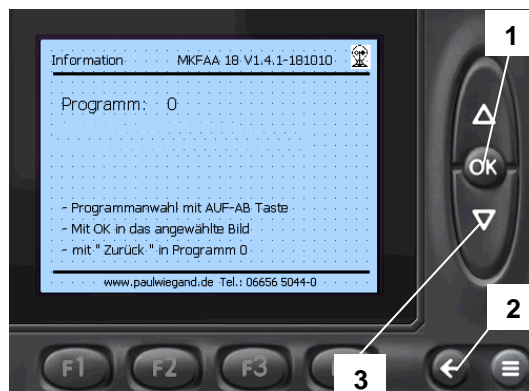 Information MKFAA 18 V1.4.1-181010
Programm: 0
- Programmanwahl mit AUF-AB Taste
- Mit OK in das angewählte Bild
- mit " Zurück " in Programm 0
www.paulwiegand.de Tel.: 06656 5044-0
OK
F1 F2 F3
1
2
3